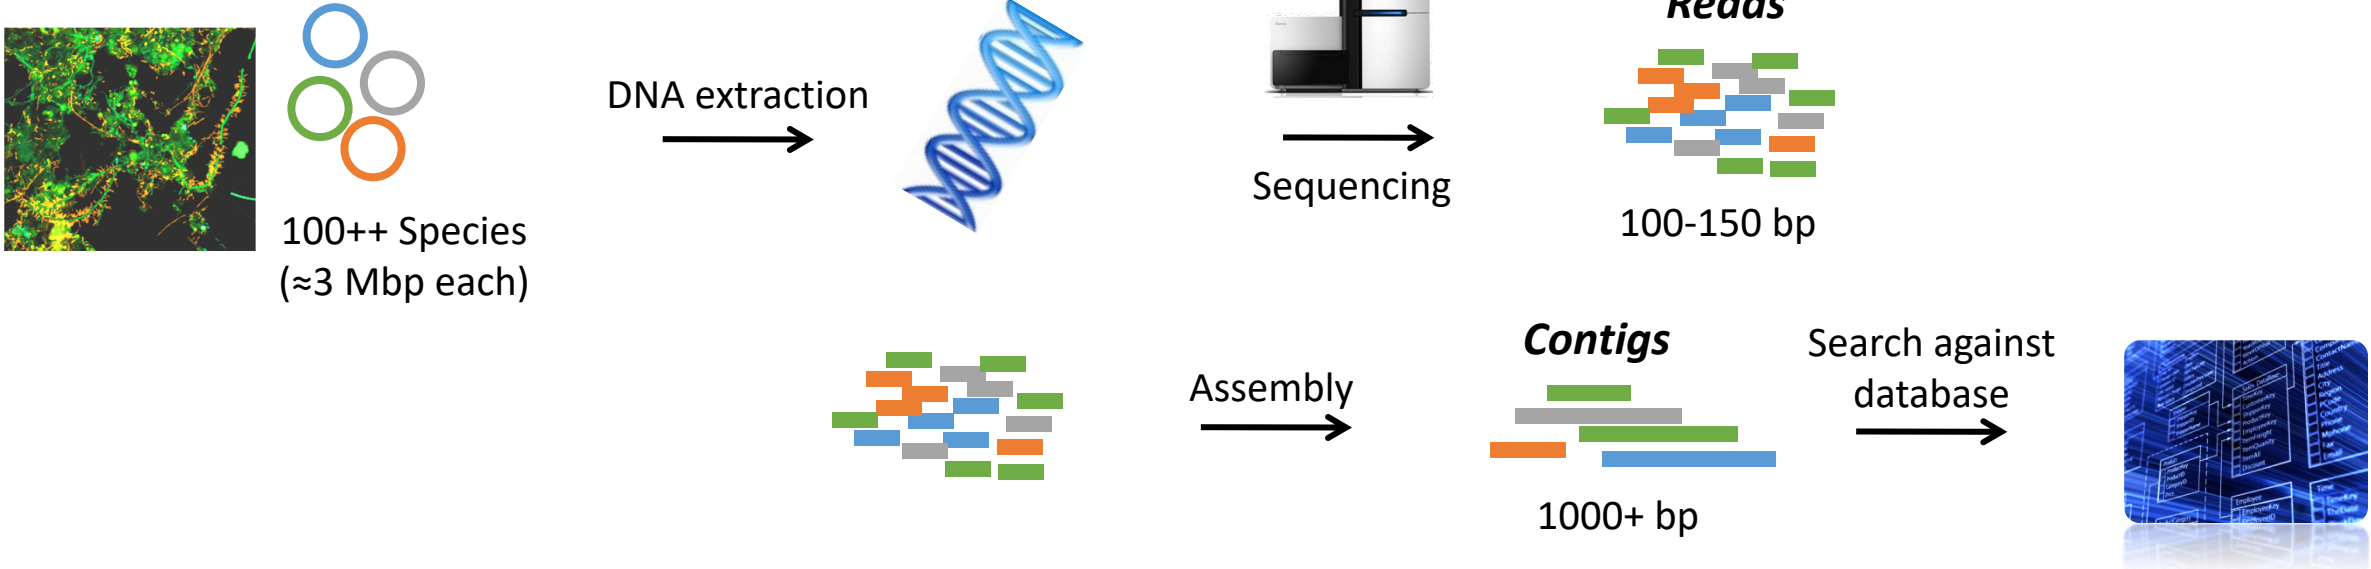 Reads
DNA extraction
Sequencing
100-150 bp
100++ Species
(≈3 Mbp each)
Contigs
Search against
database
Assembly
1000+ bp